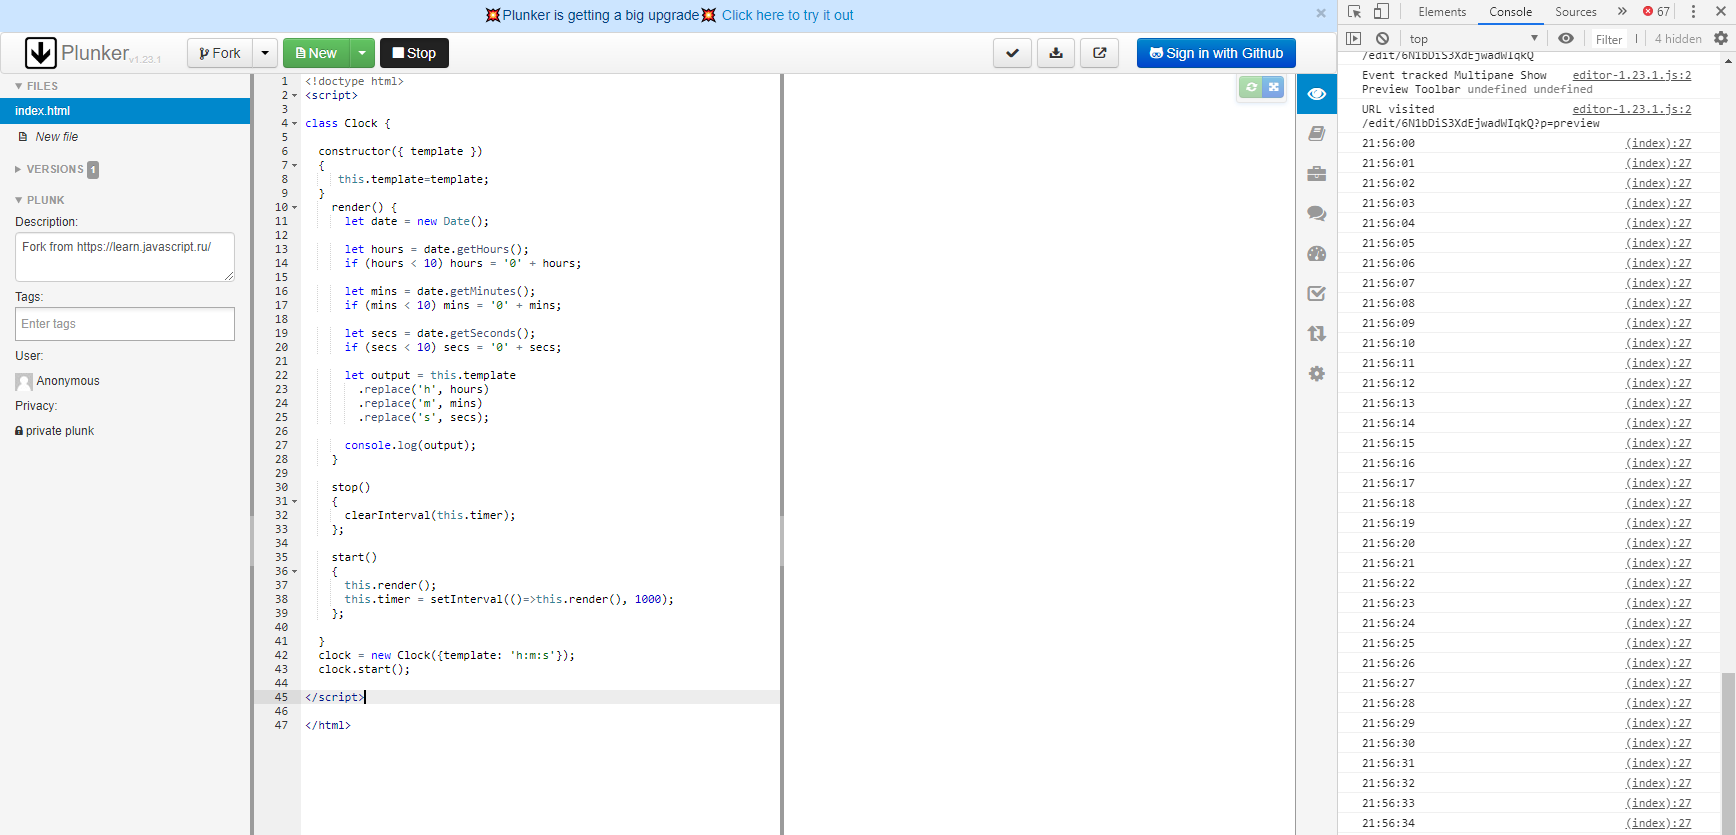 💥Plunker is getting a big upgrade💥 Click here to try it out ×
Plunker v1.23.1
Fork
New
Stop
Sign in with Github
FILES
index.html
New file
VERSIONS 1
PLUNK
Description:
Fork from https://learn.javascript.ru/
Tags:
Enter tags
User:
Anonymous
Privacy:
private plunk
1 <!doctype html>
2 <script>
3
4 class Clock {
5
6 constructor({ template })
7 {
8 this.template=template;
9 }
10 render() {
11 let date = new Date();
12
13 let hours = date.getHours();
14 if (hours < 10) hours = '0' + hours;
15
16 let mins = date.getMinutes();
17 if (mins < 10) mins = '0' + mins;
18
19 let secs = date.getSeconds();
20 if (secs < 10) secs = '0' + secs;
21
22 let output = this.template
23 .replace('h', hours)
24 .replace('m', mins)
25 .replace('s', secs);
26
27 console.log(output);
28 }
29
30 stop()
31 {
32 clearInterval(this.timer);
33 };
34
35 start()
36 {
37 this.render();
38 this.timer = setInterval(()=>this.render(), 1000);
39 };
40
41 }
42 clock = new Clock({template: 'h:m:s'});
43 clock.start();
44
45 </script>
46
47 </html>
Elements Console Sources » 67
top Filter 4 hidden
/edit/6N1bDiS3XdEjwadWIqkQ
Event tracked Multipane Show editor-1.23.1.js:2
Preview Toolbar undefined undefined
URL visited editor-1.23.1.js:2
/edit/6N1bDiS3XdEjwadWIqkQ?p=preview
21:56:00 (index):27
21:56:01 (index):27
21:56:02 (index):27
21:56:03 (index):27
21:56:04 (index):27
21:56:05 (index):27
21:56:06 (index):27
21:56:07 (index):27
21:56:08 (index):27
21:56:09 (index):27
21:56:10 (index):27
21:56:11 (index):27
21:56:12 (index):27
21:56:13 (index):27
21:56:14 (index):27
21:56:15 (index):27
21:56:16 (index):27
21:56:17 (index):27
21:56:18 (index):27
21:56:19 (index):27
21:56:20 (index):27
21:56:21 (index):27
21:56:22 (index):27
21:56:23 (index):27
21:56:24 (index):27
21:56:25 (index):27
21:56:26 (index):27
21:56:27 (index):27
21:56:28 (index):27
21:56:29 (index):27
21:56:30 (index):27
21:56:31 (index):27
21:56:32 (index):27
21:56:33 (index):27
21:56:34 (index):27